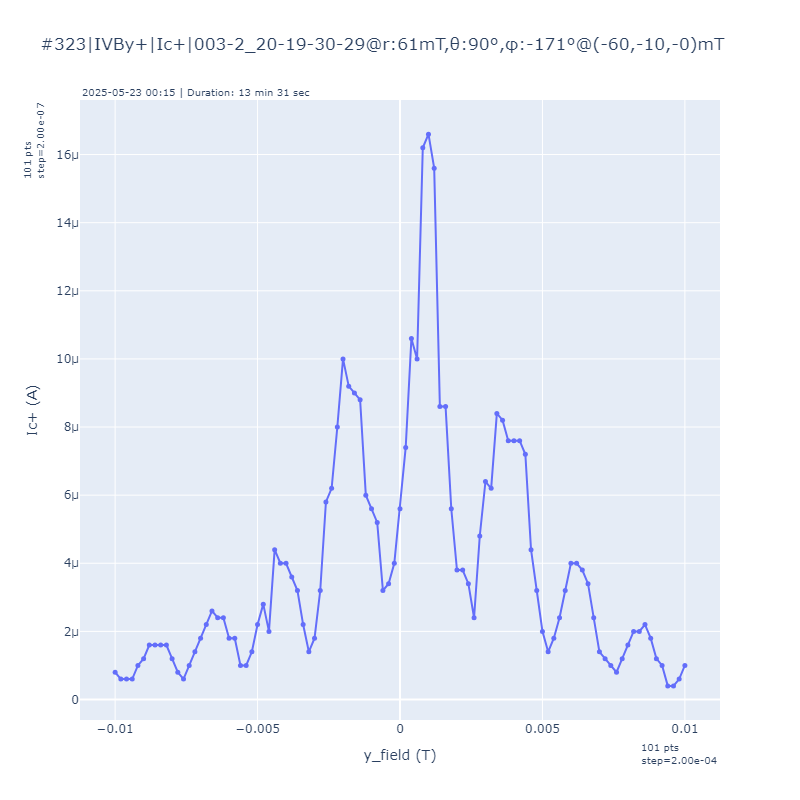 #323|IVBy+|Ic+|003-2_20-19-30-29@r:61mT,θ:90°,φ:-171°@(-60,-10,-0)mT
2025-05-23 00:15 | Duration: 13 min 31 sec
101 pts
step=2.00e-07
16μ
14μ
12μ
10μ
8μ
6μ
4μ
2μ
0
Ic+ (A)
−0.01
−0.005
0
0.005
0.01
y_field (T)
101 pts
step=2.00e-04